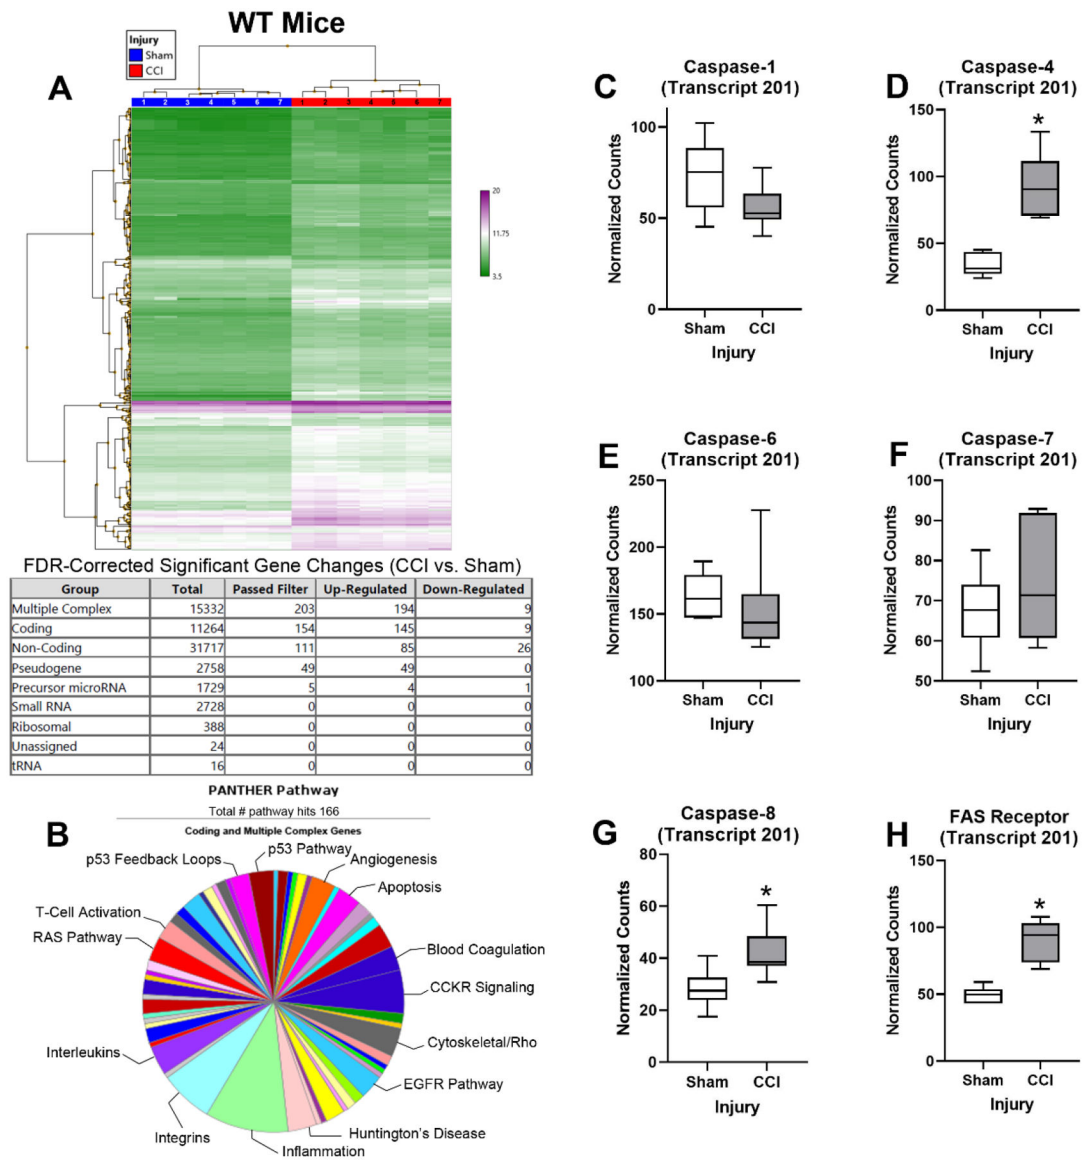 WT Mice
Injury
Sham
CCI
A
1 2 3 4 5 6 7 1 2 3 4 5 6 7
20
11.75
3.5
FDR-Corrected Significant Gene Changes (CCI vs. Sham)
Group Total Passed Filter Up-Regulated Down-Regulated
Multiple Complex 15332 203 194 9
Coding 11264 154 145 9
Non-Coding 31717 111 85 26
Pseudogene 2758 49 49 0
Precursor microRNA 1729 5 4 1
Small RNA 2728 0 0 0
Ribosomal 388 0 0 0
Unassigned 24 0 0 0
tRNA 16 0 0 0
PANTHER Pathway
Total # pathway hits 166
B
Coding and Multiple Complex Genes
p53 Feedback Loops
p53 Pathway
Angiogenesis
Apoptosis
T-Cell Activation
RAS Pathway
Blood Coagulation
CCKR Signaling
Cytoskeletal/Rho
Interleukins
EGFR Pathway
Integrins
Huntington's Disease
Inflammation
C
Caspase-1
(Transcript 201)
Normalized Counts
100
50
0
Sham CCI
Injury
D
Caspase-4
(Transcript 201)
Normalized Counts
150
100
50
0
*
Sham CCI
Injury
E
Caspase-6
(Transcript 201)
Normalized Counts
250
200
150
100
Sham CCI
Injury
F
Caspase-7
(Transcript 201)
Normalized Counts
100
90
80
70
60
50
Sham CCI
Injury
G
Caspase-8
(Transcript 201)
Normalized Counts
80
60
40
20
0
*
Sham CCI
Injury
H
FAS Receptor
(Transcript 201)
Normalized Counts
150
100
50
0
*
Sham CCI
Injury